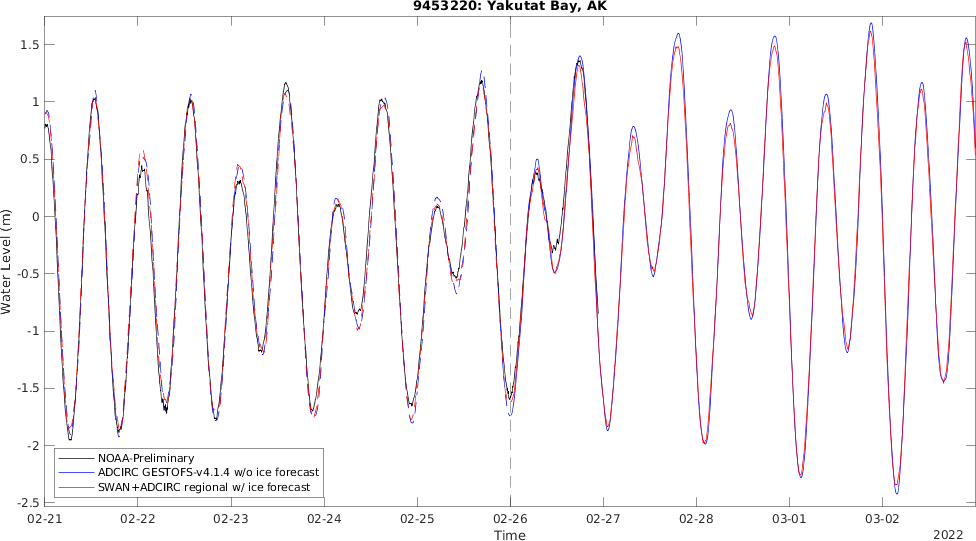 9453220: Yakutat Bay, AK
Water Level (m)
1.5
1
0.5
0
-0.5
-1
-1.5
-2
-2.5
NOAA-Preliminary
ADCIRC GESTOFS-v4.1.4 w/o ice forecast
SWAN+ADCIRC regional w/ ice forecast
02-21 02-22 02-23 02-24 02-25 02-26 02-27 02-28 03-01 03-02
Time
2022